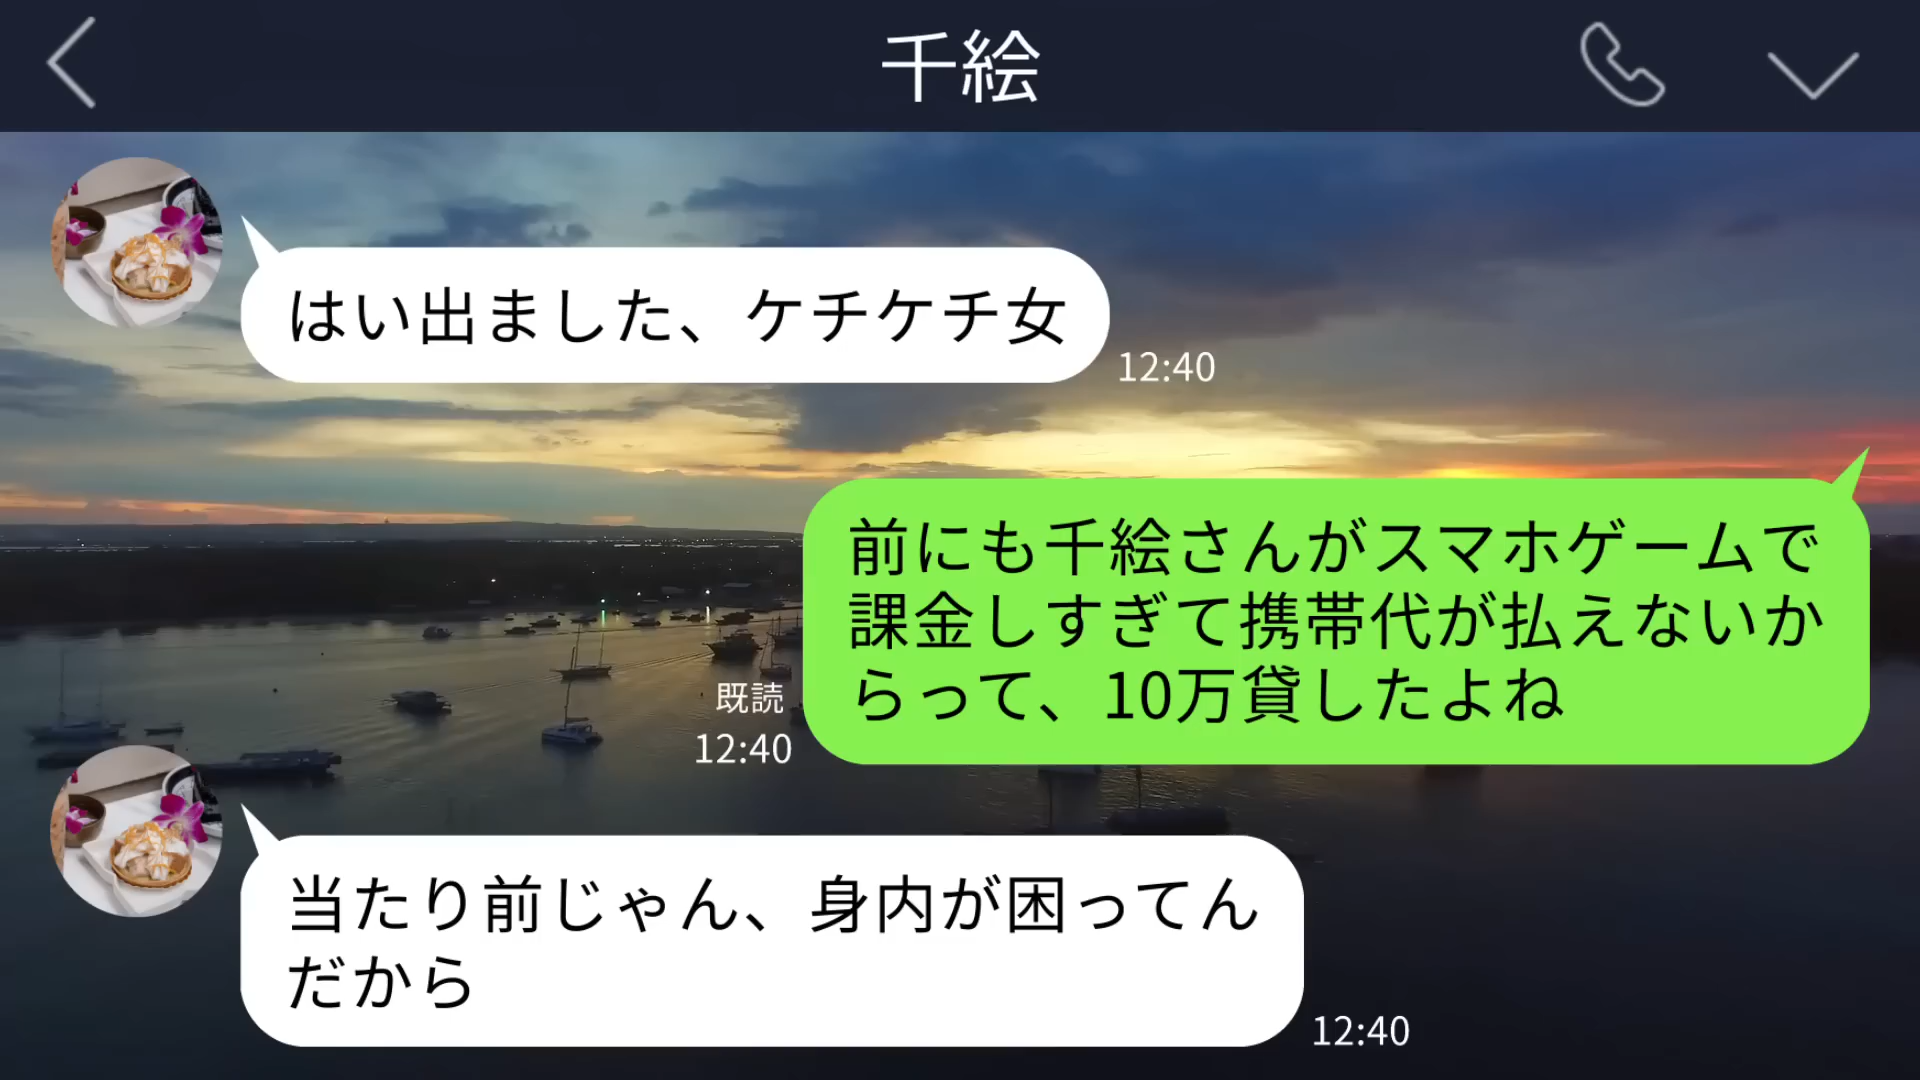 千絵
はい出ました、ケチケチ女
12:40
前にも千絵さんがスマホゲームで
課金しすぎて携帯代が払えないか
らって、10万貸したよね
既読
12:40
当たり前じゃん、身内が困ってん
だから
12:40